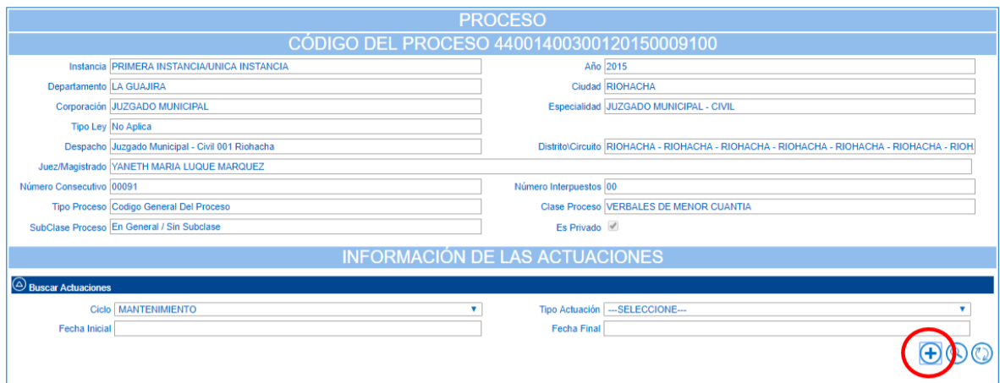 PROCESO
CÓDIGO DEL PROCESO 44001400300120150009100
Instancia PRIMERA INSTANCIA/UNICA INSTANCIA Año 2015
Departamento LA GUAJIRA Ciudad RIOHACHA
Corporación JUZGADO MUNICIPAL Especialidad JUZGADO MUNICIPAL - CIVIL
Tipo Ley No Aplica
Despacho Juzgado Municipal - Civil 001 Riohacha Distrito\Circuito RIOHACHA - RIOHACHA - RIOHACHA - RIOHACHA - RIOHACHA - RIOHACHA - RIOH
Juez/Magistrado YANETH MARIA LUQUE MARQUEZ
Número Consecutivo 00091 Número Interpuestos 00
Tipo Proceso Codigo General Del Proceso Clase Proceso VERBALES DE MENOR CUANTIA
SubClase Proceso En General / Sin Subclase Es Privado
INFORMACIÓN DE LAS ACTUACIONES
Buscar Actuaciones
Ciclo MANTENIMIENTO Tipo Actuación ---SELECCIONE---
Fecha Inicial Fecha Final